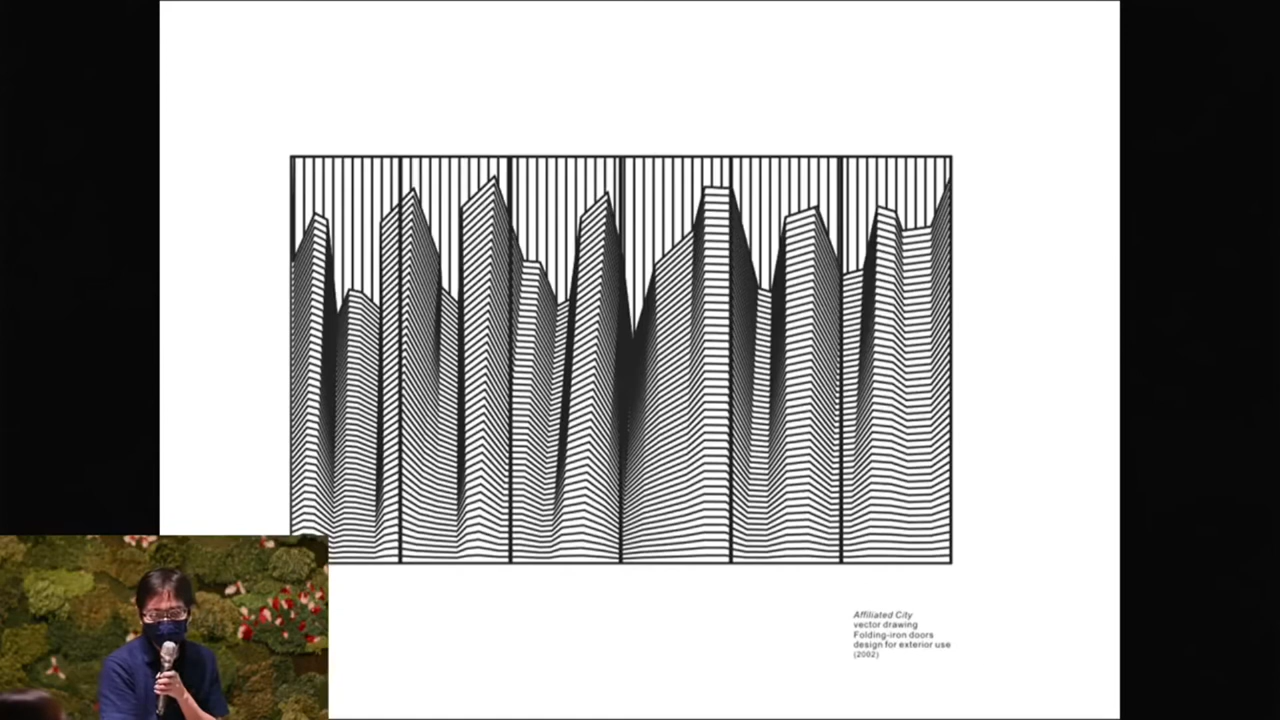 Affiliated City
vector drawing
Folding-iron doors
design for exterior use
(2002)